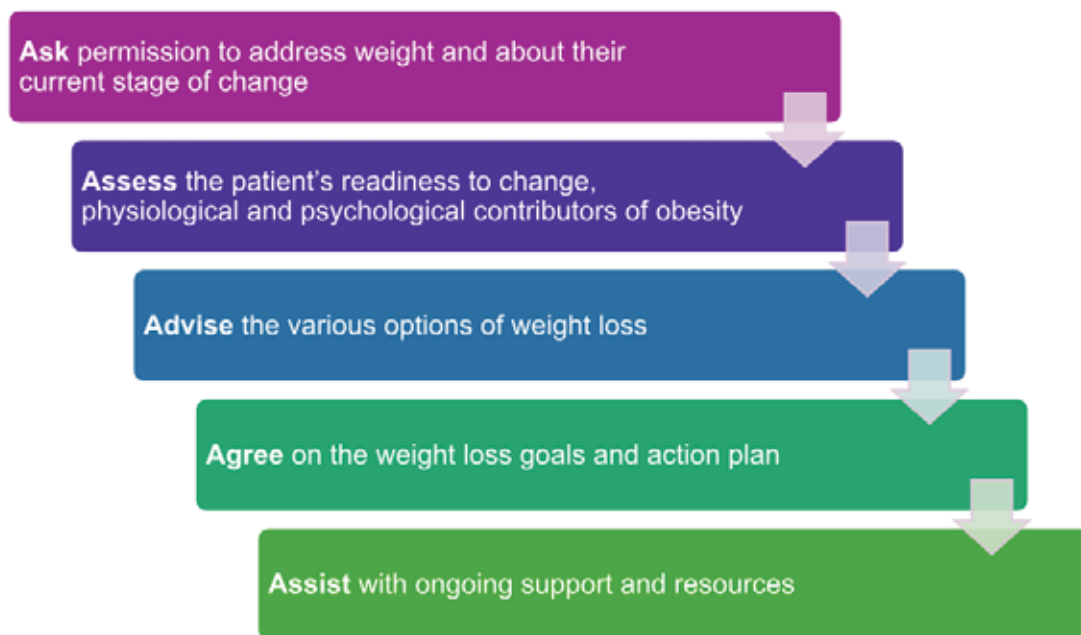 Ask permission to address weight and about their
current stage of change
Assess the patient's readiness to change,
physiological and psychological contributors of obesity
Advise the various options of weight loss
Agree on the weight loss goals and action plan
Assist with ongoing support and resources